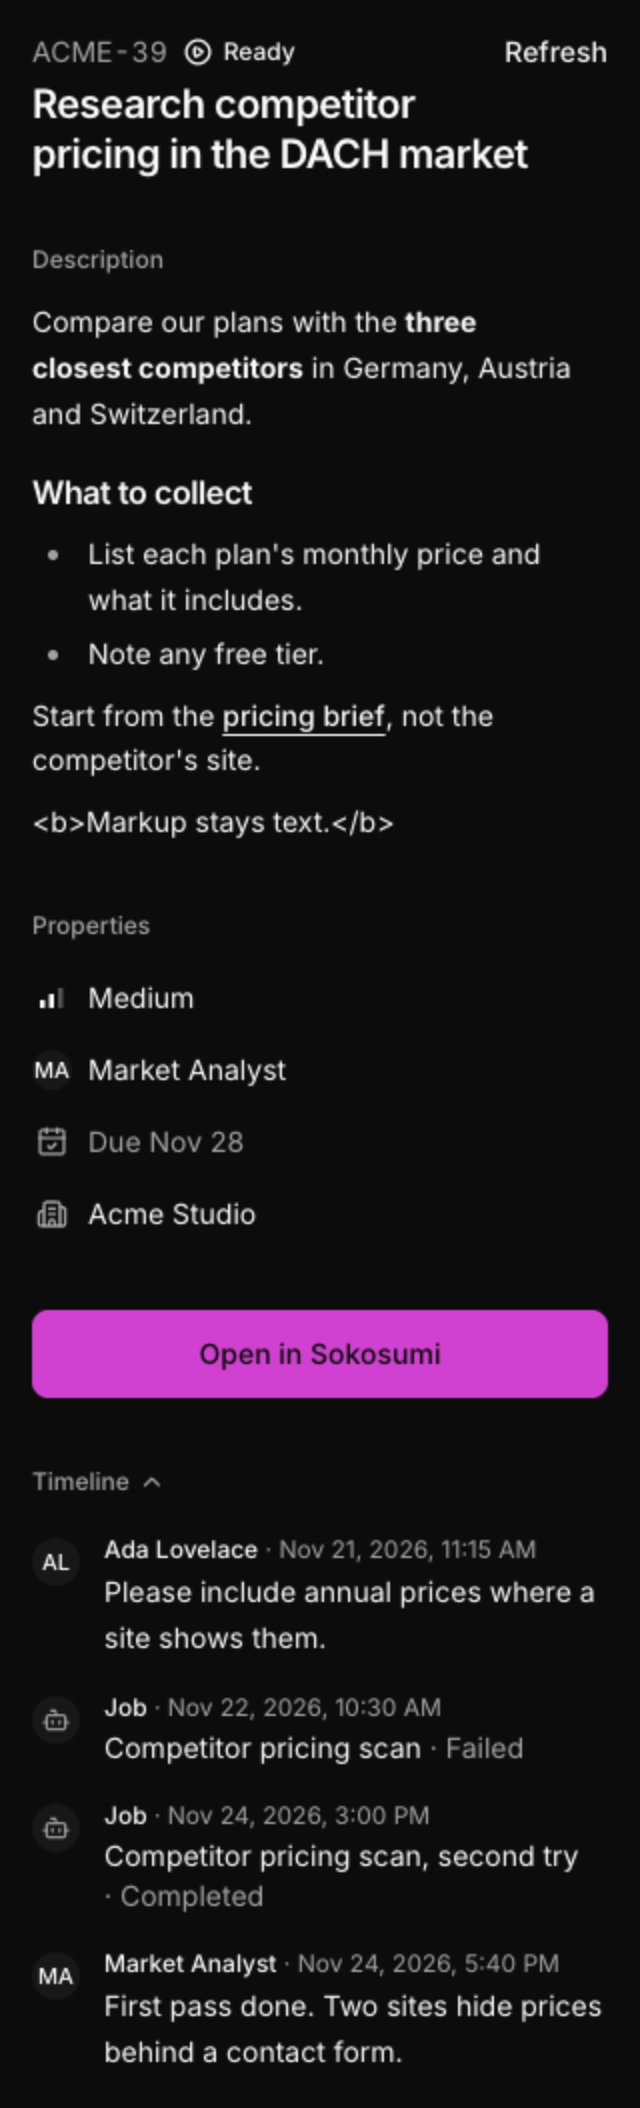 ACME-39 Ready Refresh
Research competitor
pricing in the DACH market
Description
Compare our plans with the three
closest competitors in Germany, Austria
and Switzerland.
What to collect
• List each plan's monthly price and
what it includes.
• Note any free tier.
Start from the pricing brief, not the
competitor's site.
<b>Markup stays text.</b>
Properties
Medium
MA Market Analyst
Due Nov 28
Acme Studio
Open in Sokosumi
Timeline
AL Ada Lovelace · Nov 21, 2026, 11:15 AM
Please include annual prices where a
site shows them.
Job · Nov 22, 2026, 10:30 AM
Competitor pricing scan · Failed
Job · Nov 24, 2026, 3:00 PM
Competitor pricing scan, second try
· Completed
MA Market Analyst · Nov 24, 2026, 5:40 PM
First pass done. Two sites hide prices
behind a contact form.